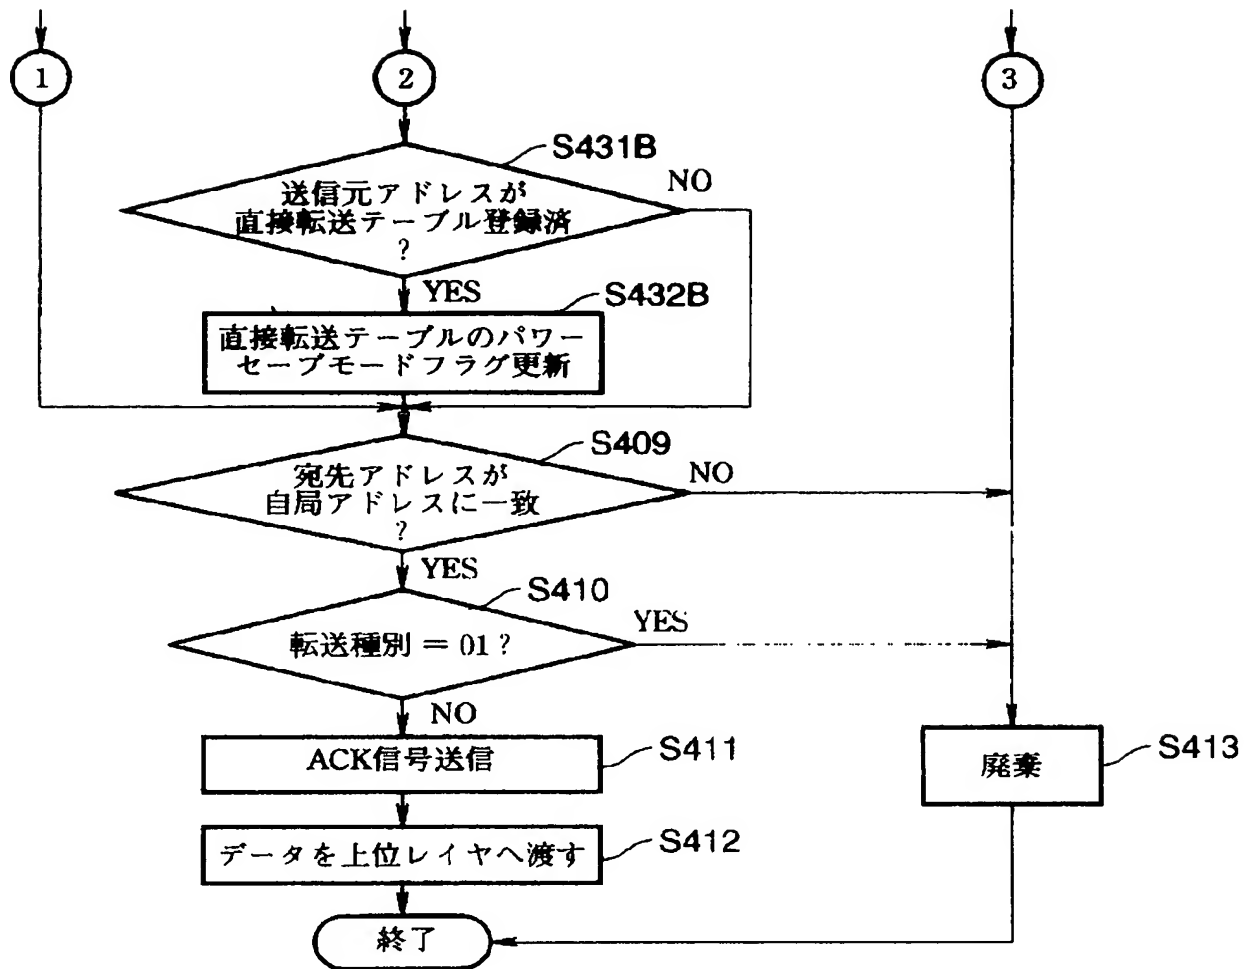 1
2
3
S431B
送信元アドレスが
直接転送テーブル登録済
?
NO
YES
S432B
直接転送テーブルのパワー
セーブモードフラグ更新
S409
宛先アドレスが
自局アドレスに一致
?
NO
YES
S410
転送種別 = 01?
YES
NO
ACK信号送信
S411
廃棄
S413
データを上位レイヤへ渡す
S412
終了